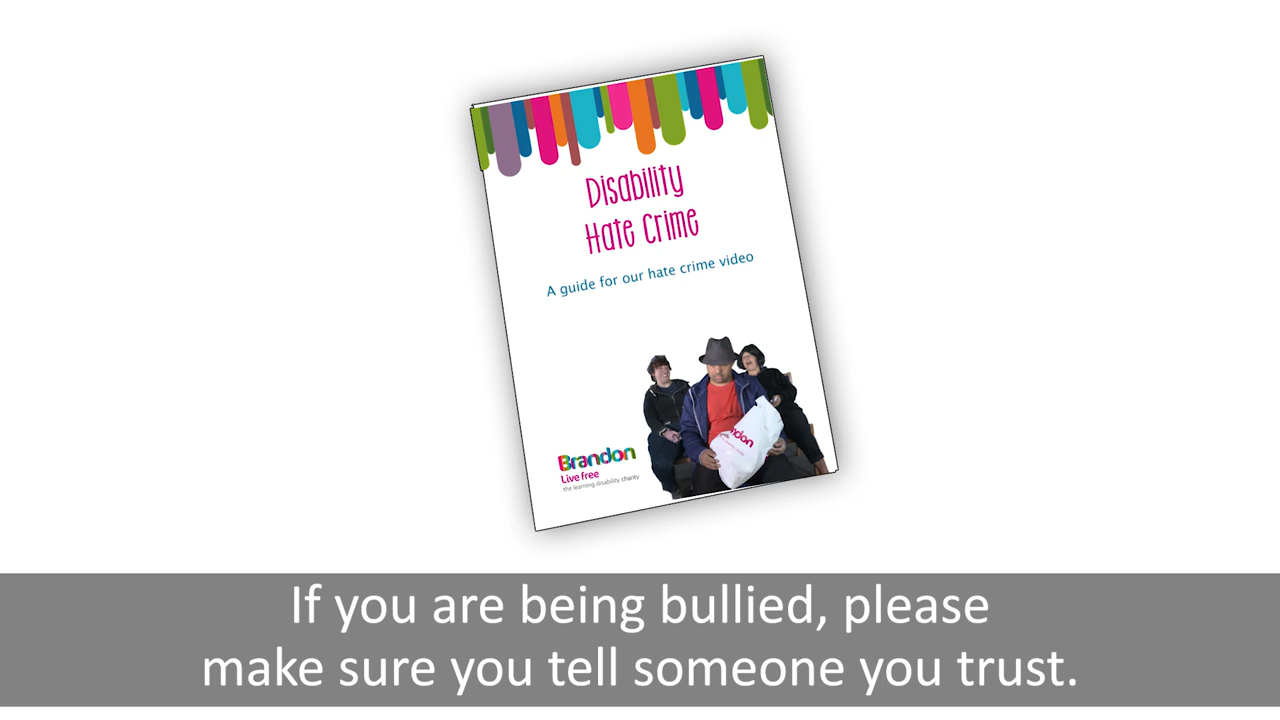 Disability
Hate Crime
A guide for our hate crime video
Brandon
Live free
the learning disability charity
If you are being bullied, please
make sure you tell someone you trust.